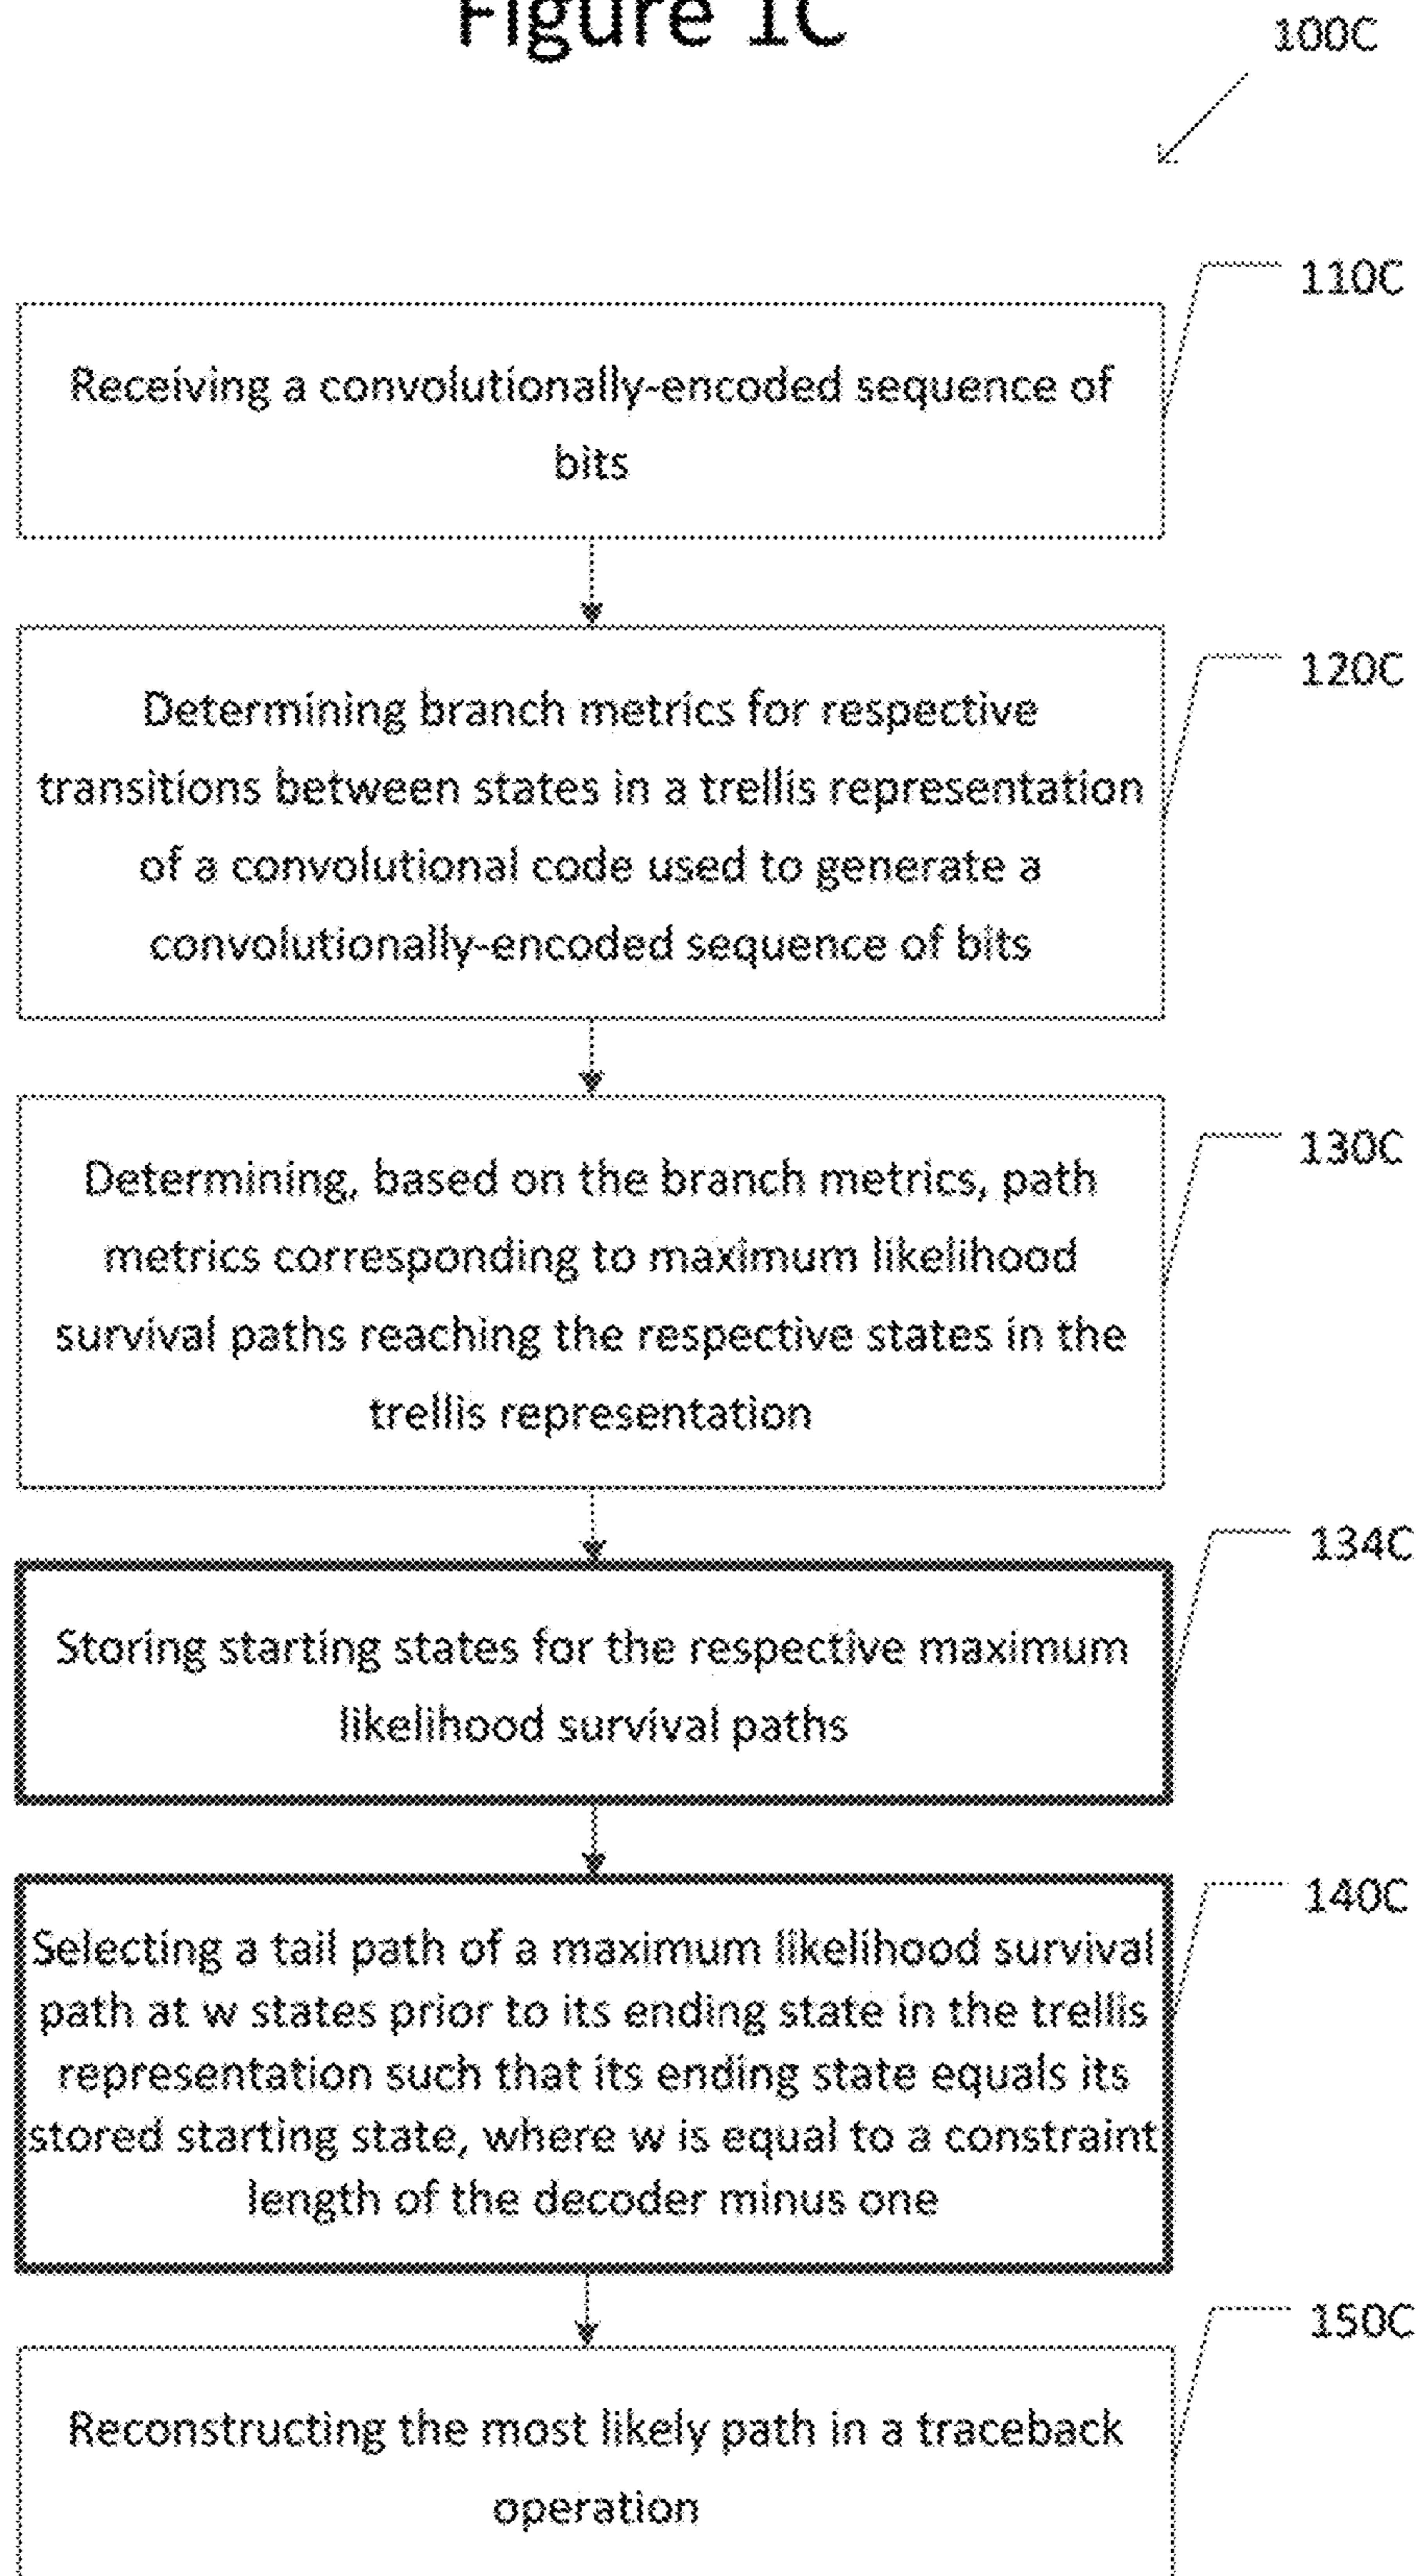 Figure 1C
100C
110C
Receiving a convolutionally-encoded sequence of
bits
120C
Determining branch metrics for respective
transitions between states in a trellis representation
of a convolutional code used to generate a
convolutionally-encoded sequence of bits
130C
Determining, based on the branch metrics, path
metrics corresponding to maximum likelihood
survival paths reaching the respective states in the
trellis representation
134C
Storing starting states for the respective maximum
likelihood survival paths
140C
Selecting a tail path of a maximum likelihood survival
path at w states prior to its ending state in the trellis
representation such that its ending state equals its
stored starting state, where w is equal to a constraint
length of the decoder minus one
150C
Reconstructing the most likely path in a traceback
operation